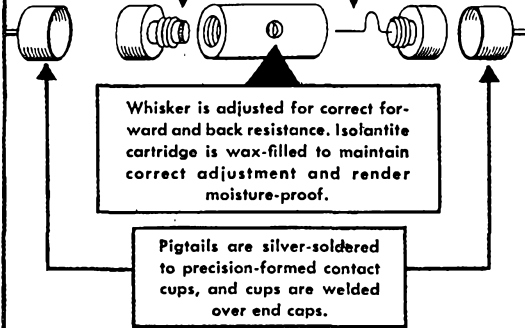 Whisker is adjusted for correct for-
ward and back resistance. Isolantite
cartridge is wax-filled to maintain
correct adjustment and render
moisture-proof.
Pigtails are silver-soldered
to precision-formed contact
cups, and cups are welded
over end caps.